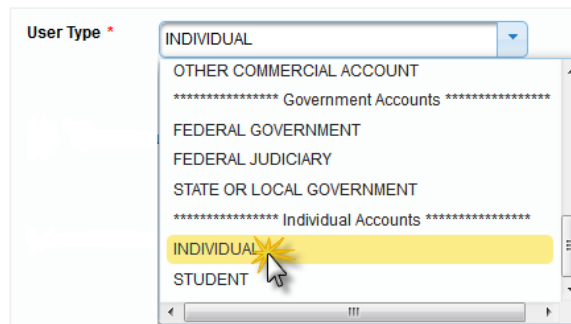 User Type *
INDIVIDUAL
OTHER COMMERCIAL ACCOUNT
**************** Government Accounts ****************
FEDERAL GOVERNMENT
FEDERAL JUDICIARY
STATE OR LOCAL GOVERNMENT
**************** Individual Accounts ****************
INDIVIDUAL
STUDENT